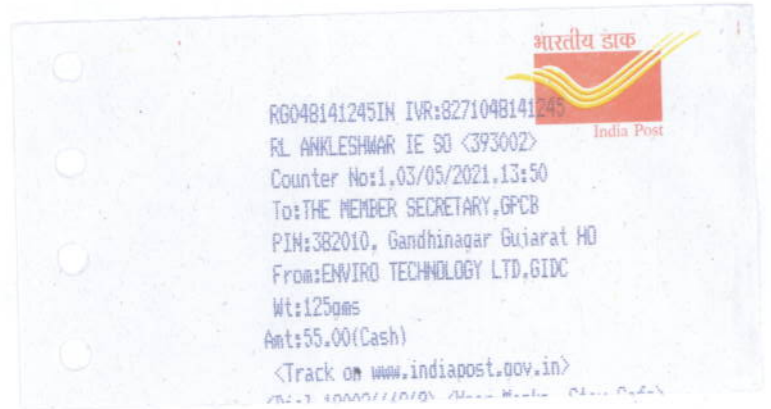 भारतीय डाक
India Post
RG048141245IN IVR:8271048141245
RL ANKLESHWAR IE SO <393002>
Counter No:1,03/05/2021,13:50
To:THE MEMBER SECRETARY,GPCB
PIN:382010, Gandhinagar Gujarat HO
From:ENVIRO TECHNOLOGY LTD,GIDC
Wt:125gms
Amt:55.00(Cash)
<Track on www.indiapost.gov.in>